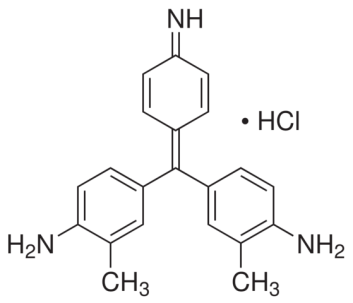 NH
• HCl
H₂N
NH₂
CH₃
CH₃